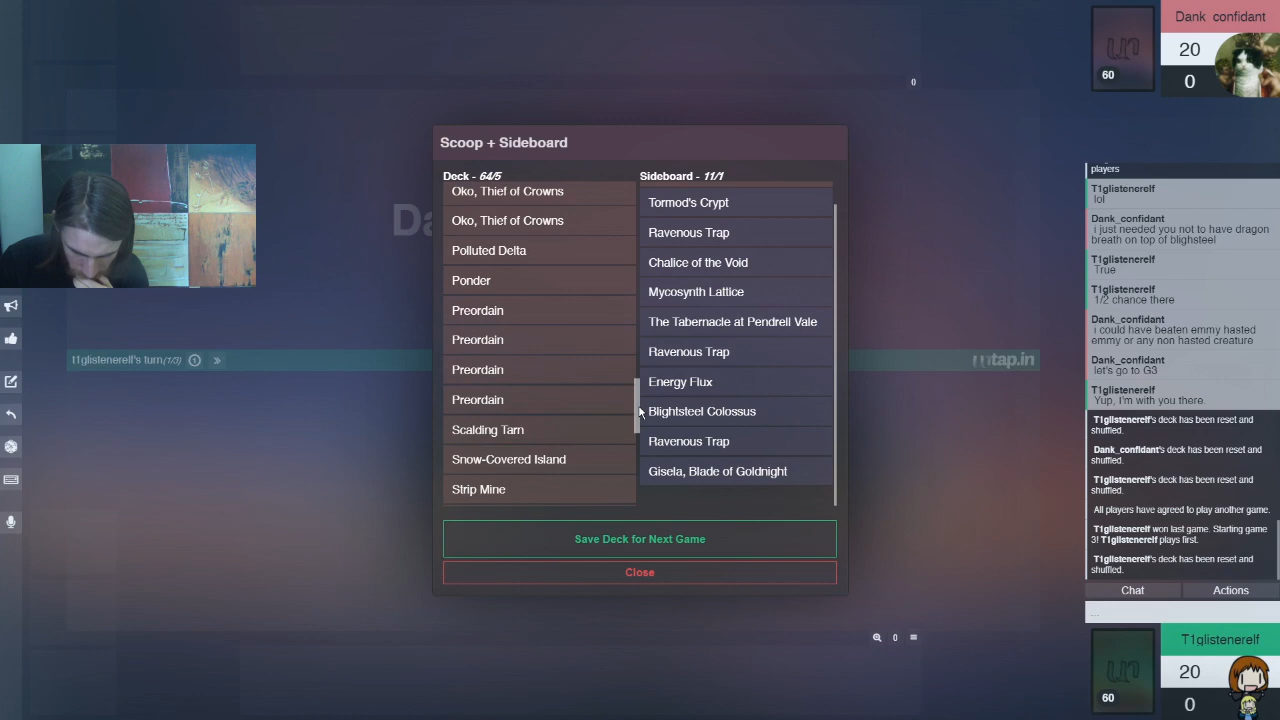 Dank confidant
20
60
0
0
Scoop + Sideboard
Deck - 64/5
Sideboard - 11/1
Oko, Thief of Crowns
Oko, Thief of Crowns
Polluted Delta
Ponder
Preordain
Preordain
Preordain
Preordain
Scalding Tarn
Snow-Covered Island
Strip Mine
Tormod's Crypt
Ravenous Trap
Chalice of the Void
Mycosynth Lattice
The Tabernacle at Pendrell Vale
Ravenous Trap
Energy Flux
Blightsteel Colossus
Ravenous Trap
Gisela, Blade of Goldnight
Save Deck for Next Game
Close
Da
t1glistenerelf's turn(1/3) 1 »
untap.in
0
players
T1glistenerelf
lol
Dank_confidant
i just needed you not to have dragon
breath on top of blighsteel
T1glistenerelf
True
T1glistenerelf
1/2 chance there
Dank_confidant
i could have beaten emmy hasted
emmy or any non hasted creature
Dank_confidant
let's go to G3
T1glistenerelf
Yup, I'm with you there.
T1glistenerelf's deck has been reset and
shuffled.
Dank_confidant's deck has been reset and
shuffled.
T1glistenerelf's deck has been reset and
shuffled.
All players have agreed to play another game.
T1glistenerelf won last game. Starting game
3! T1glistenerelf plays first.
T1glistenerelf's deck has been reset and
shuffled.
Chat
Actions
...
T1glistenerelf
20
60
0